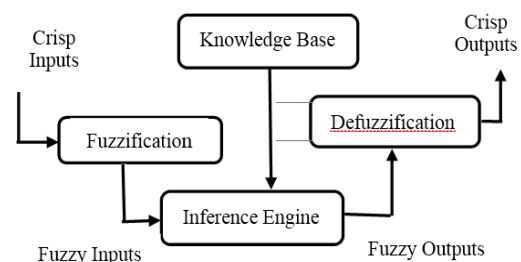 Crisp
Inputs
Knowledge Base
Crisp
Outputs
Fuzzification
Defuzzification
Inference Engine
Fuzzy Inputs
Fuzzy Outputs